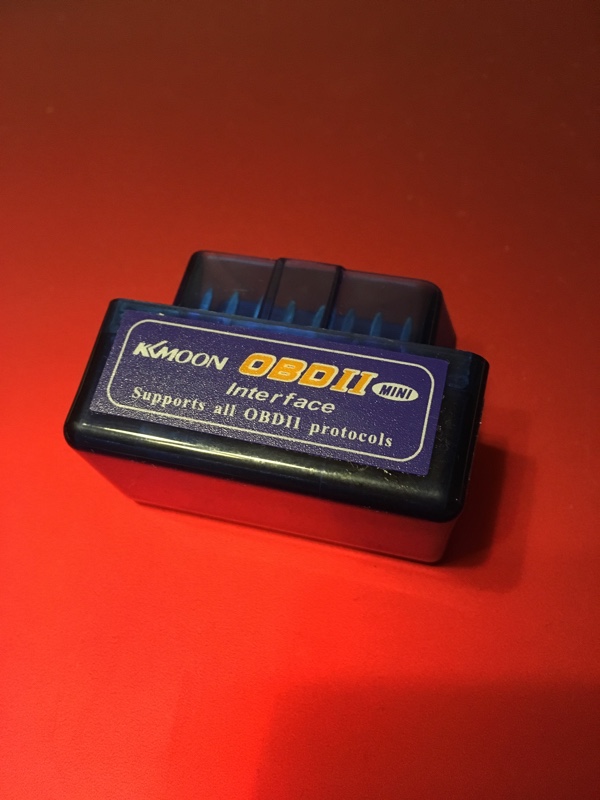 KKMOON OBDII MINI
Interface
Supports all OBDII protocols